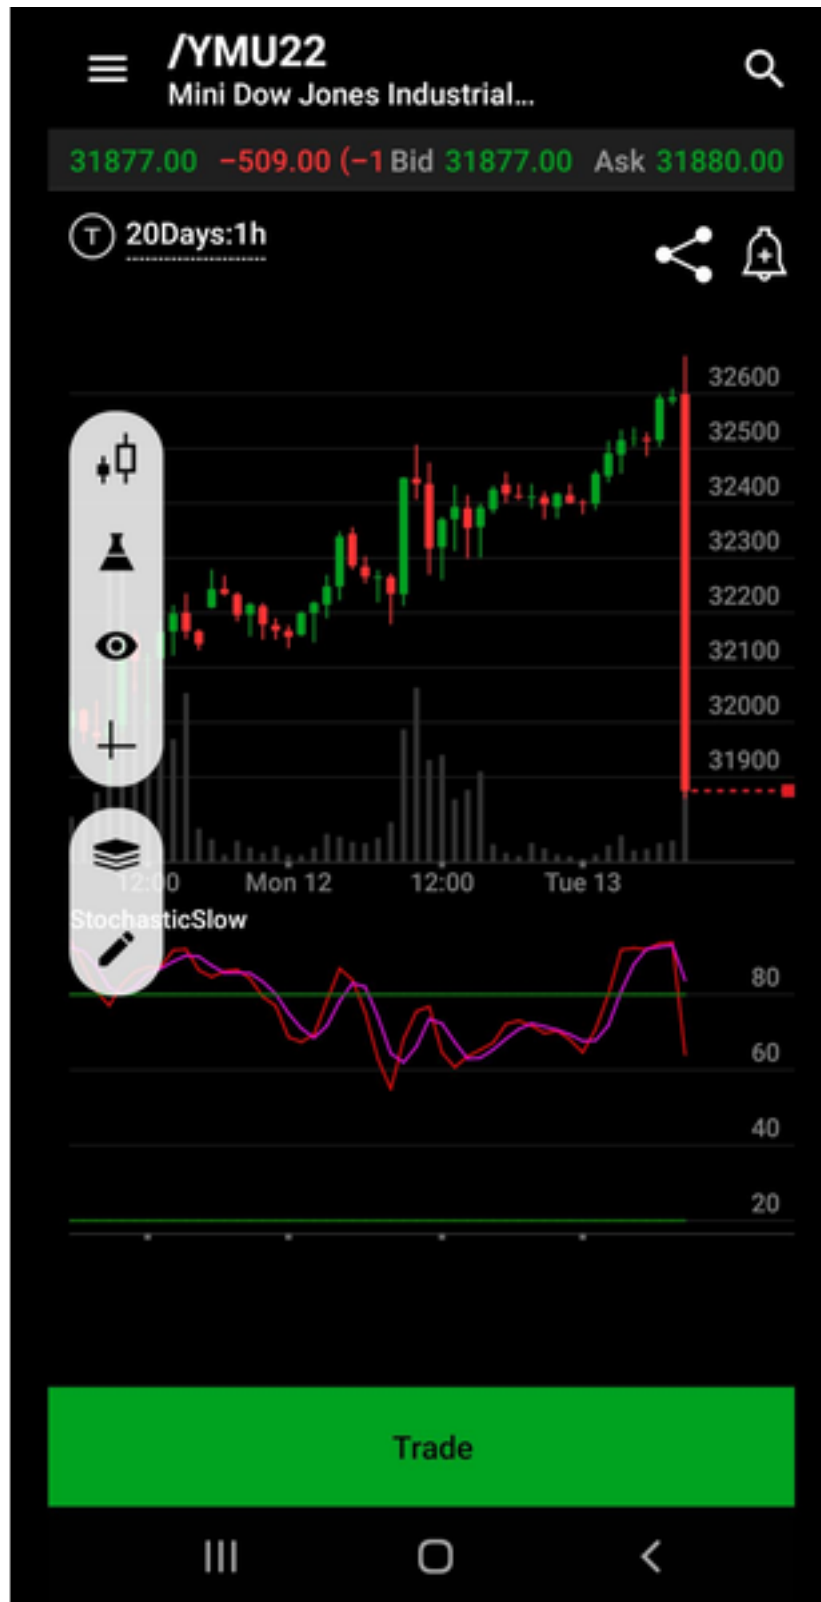 /YMU22
Mini Dow Jones Industrial...
31877.00 −509.00 (−1 Bid 31877.00 Ask 31880.00
T 20Days:1h
32600
32500
32400
32300
32200
32100
32000
31900
12:00 Mon 12 12:00 Tue 13
StochasticSlow
80
60
40
20
Trade